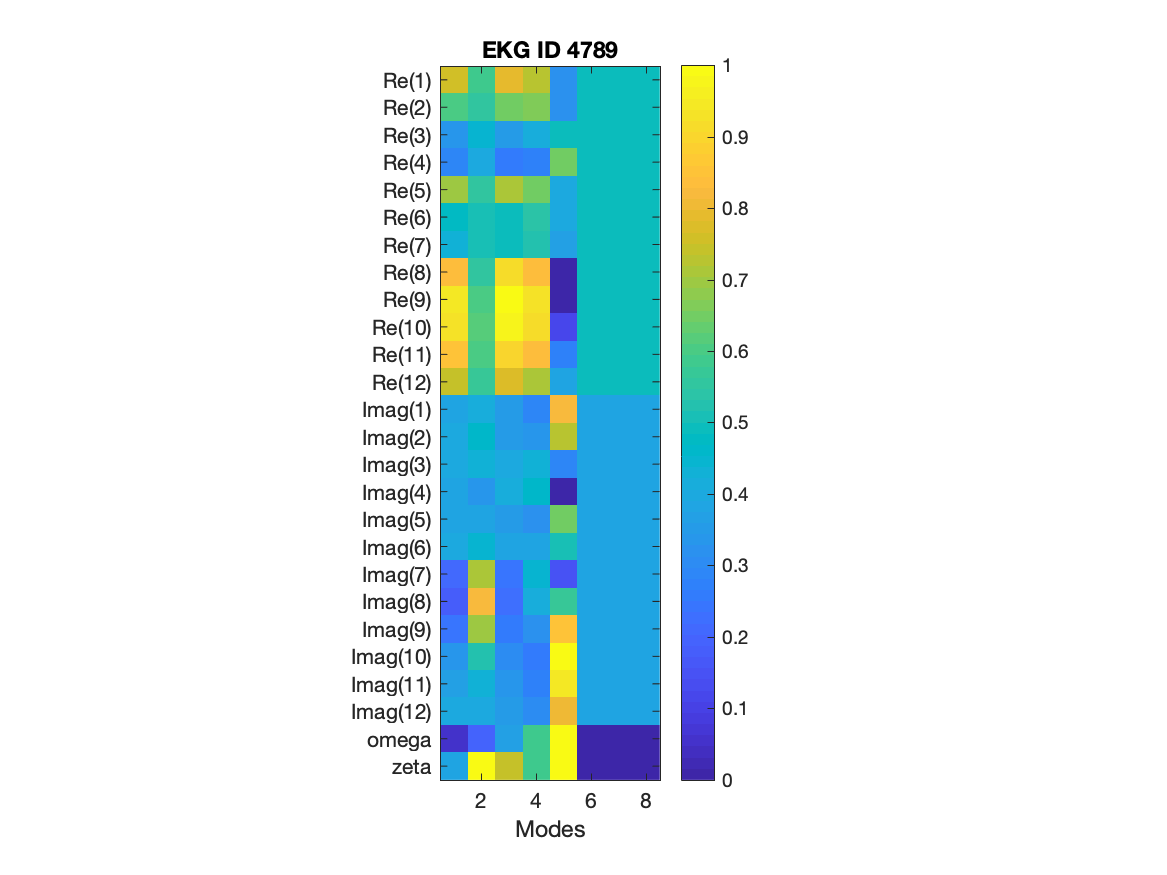 EKG ID 4789
Re(1)
Re(2)
Re(3)
Re(4)
Re(5)
Re(6)
Re(7)
Re(8)
Re(9)
Re(10)
Re(11)
Re(12)
Imag(1)
Imag(2)
Imag(3)
Imag(4)
Imag(5)
Imag(6)
Imag(7)
Imag(8)
Imag(9)
Imag(10)
Imag(11)
Imag(12)
omega
zeta
2 4 6 8
Modes
1
0.9
0.8
0.7
0.6
0.5
0.4
0.3
0.2
0.1
0